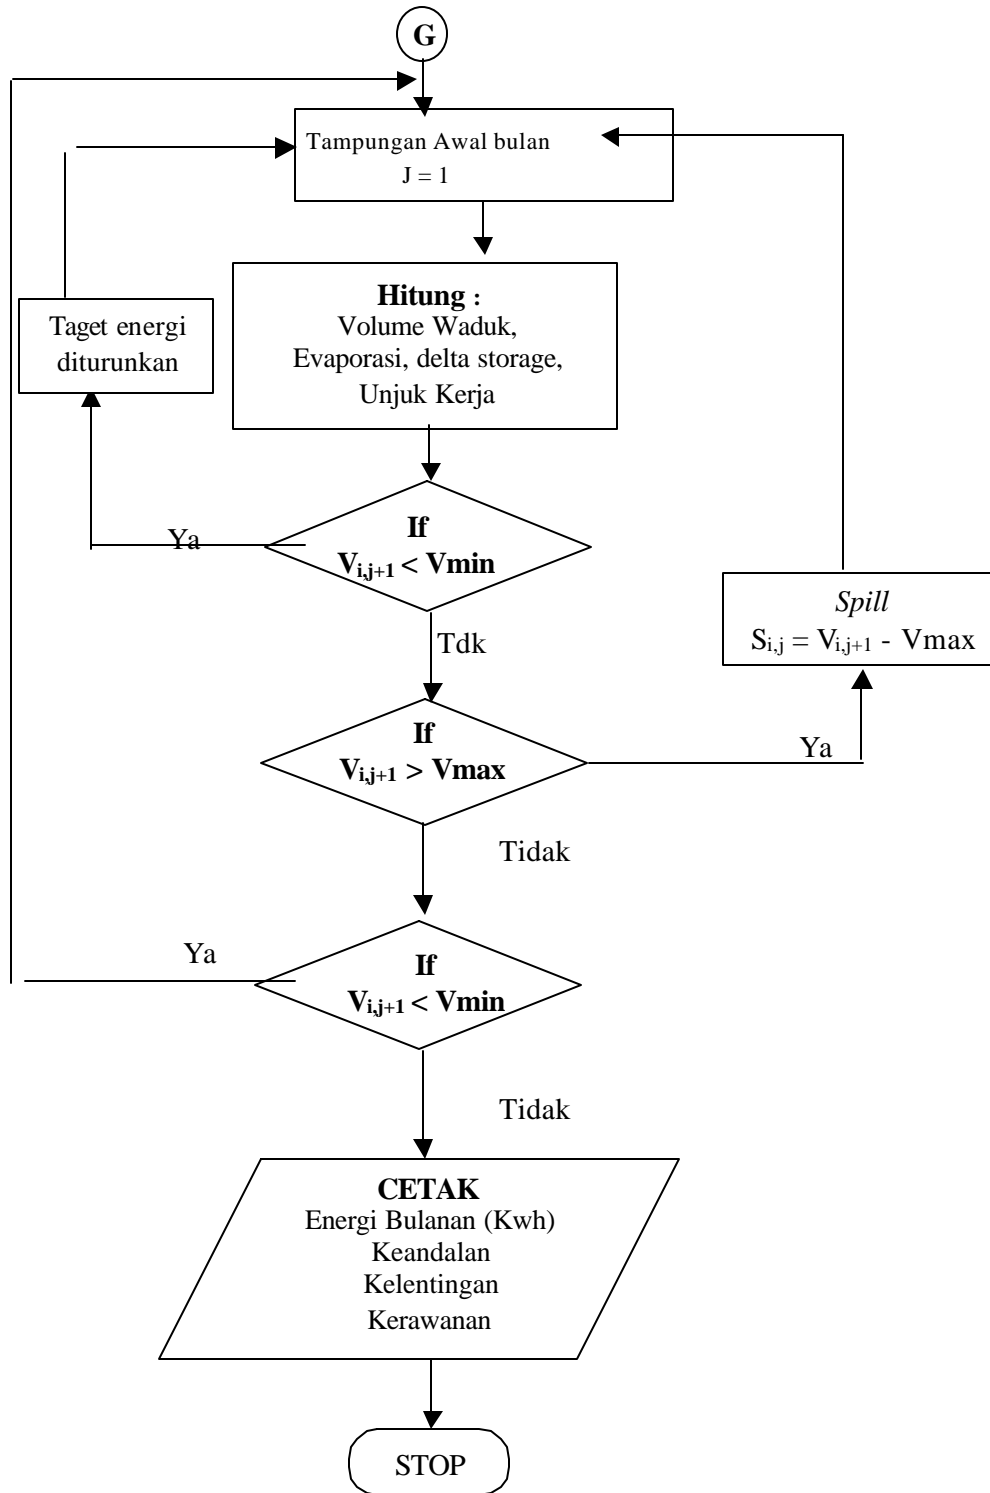 G
Tampungan Awal bulan
J = 1
Hitung :
Volume Waduk,
Evaporasi, delta storage,
Unjuk Kerja
Taget energi
diturunkan
If
Vi,j+1 < Vmin
Ya
Tdk
Spill
Si,j = Vi,j+1 - Vmax
If
Vi,j+1 > Vmax
Ya
Tidak
If
Vi,j+1 < Vmin
Ya
Tidak
CETAK
Energi Bulanan (Kwh)
Keandalan
Kelentingan
Kerawanan
STOP